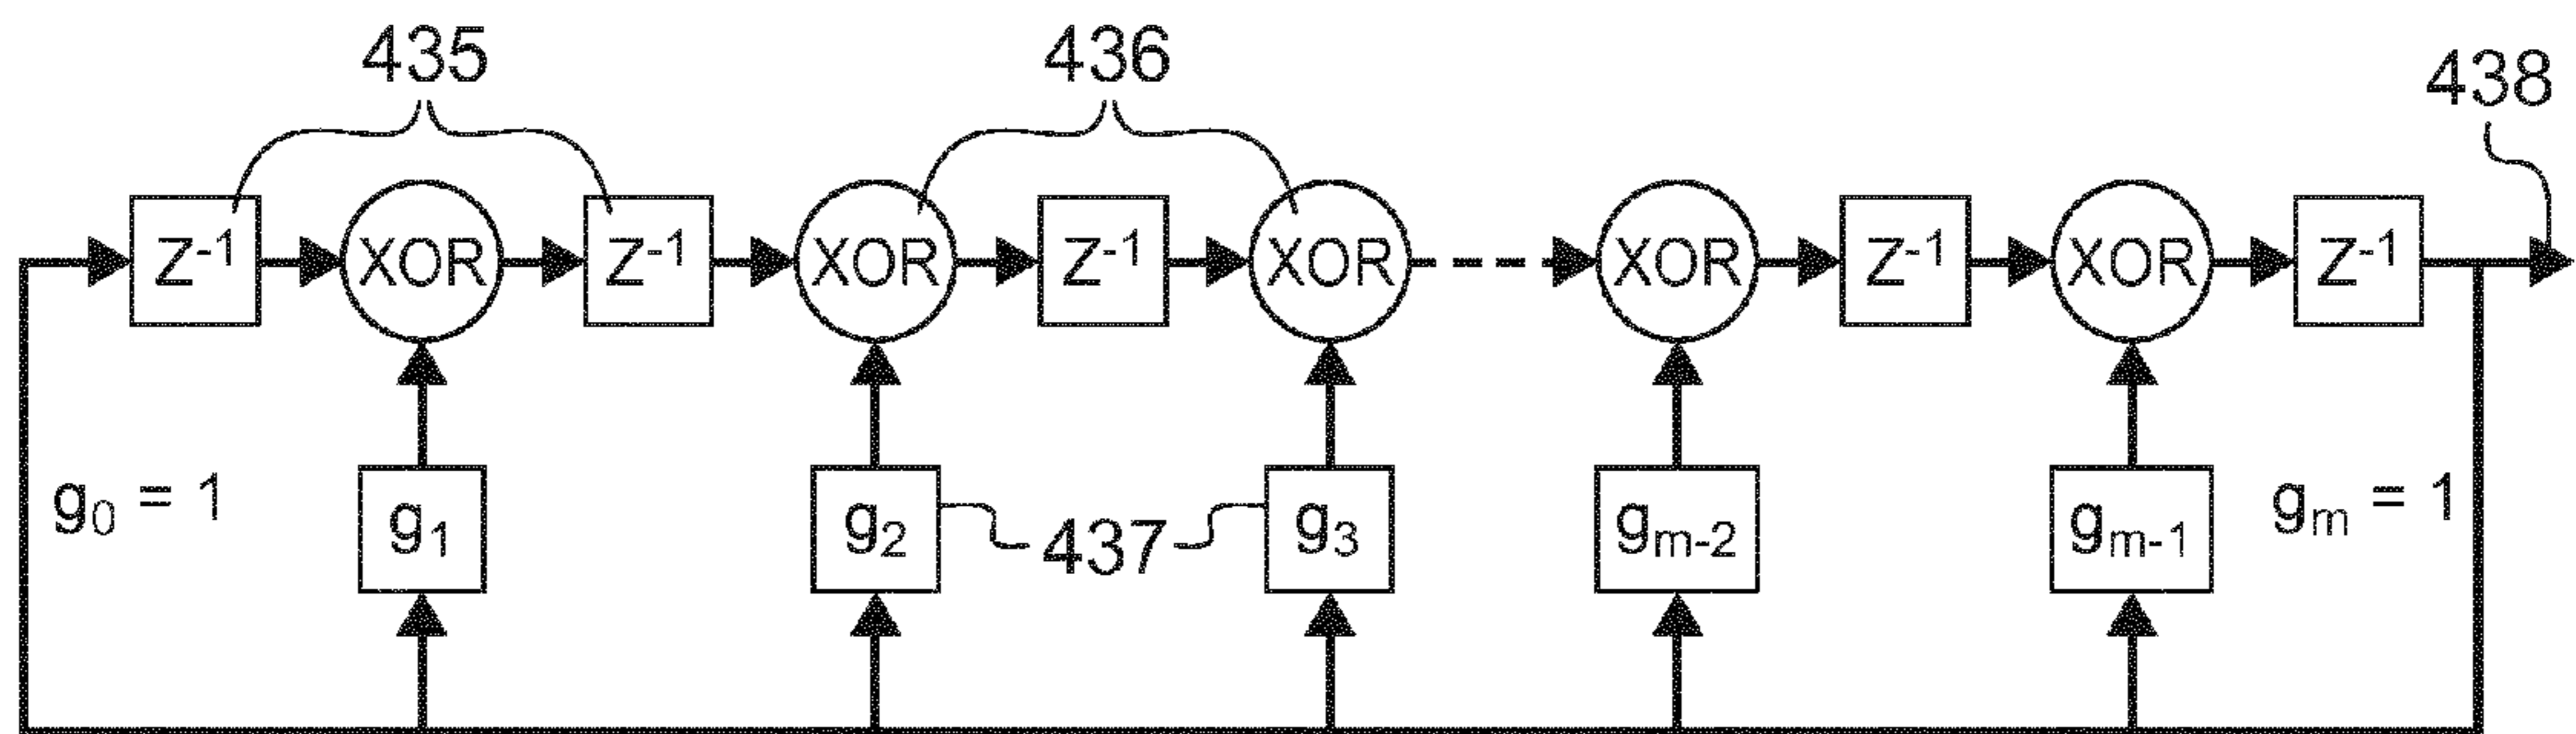 435
436
438
Z⁻¹
XOR
Z⁻¹
XOR
Z⁻¹
XOR
XOR
Z⁻¹
XOR
Z⁻¹
g₀ = 1
g₁
g₂
437
g₃
gₘ₋₂
gₘ₋₁
gₘ = 1